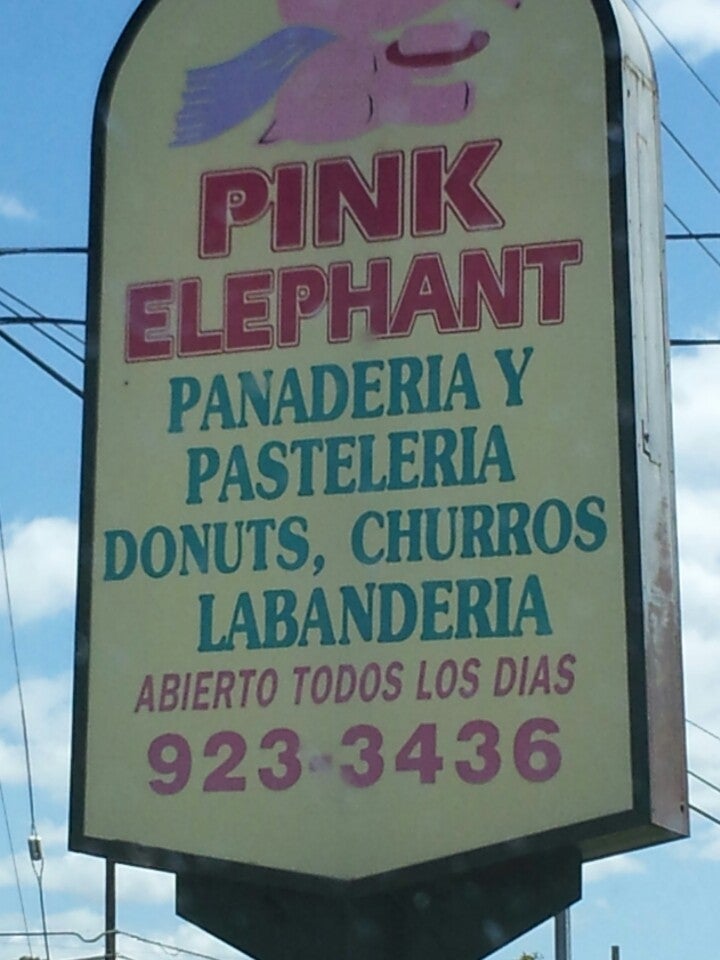 PINK
ELEPHANT
PANADERIA Y
PASTELERIA
DONUTS, CHURROS
LABANDERIA
ABIERTO TODOS LOS DIAS
923-3436